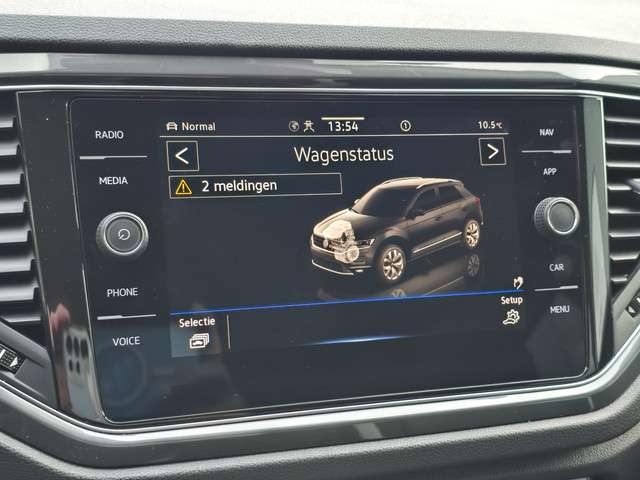 RADIO
MEDIA
PHONE
VOICE
Normal
13:54
10.5°C
Wagenstatus
2 meldingen
Selectie
Setup
NAV
APP
CAR
MENU